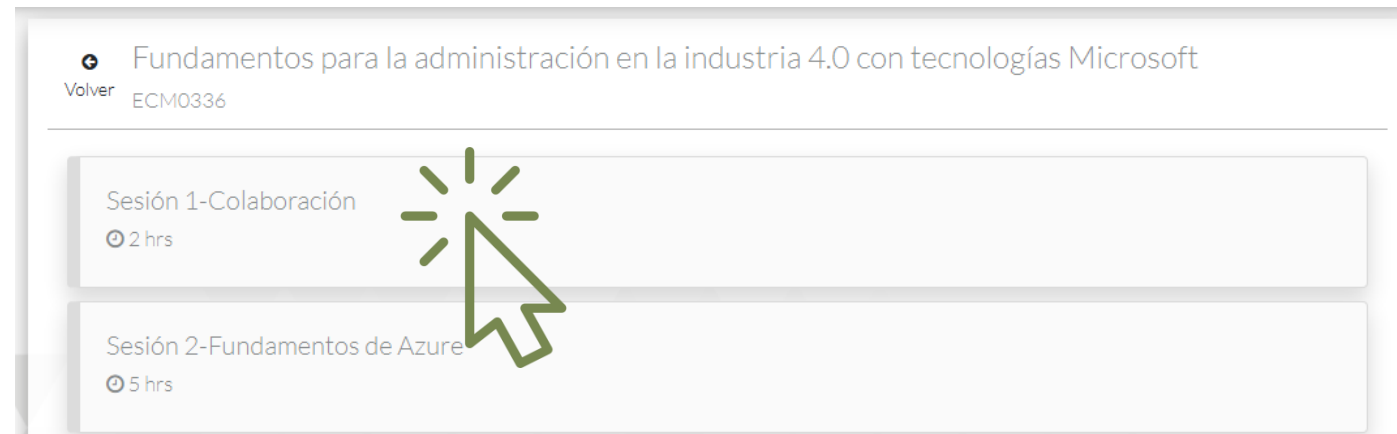 Fundamentos para la administración en la industria 4.0 con tecnologías Microsoft
Volver
ECM0336
Sesión 1-Colaboración
2 hrs
Sesión 2-Fundamentos de Azure
5 hrs